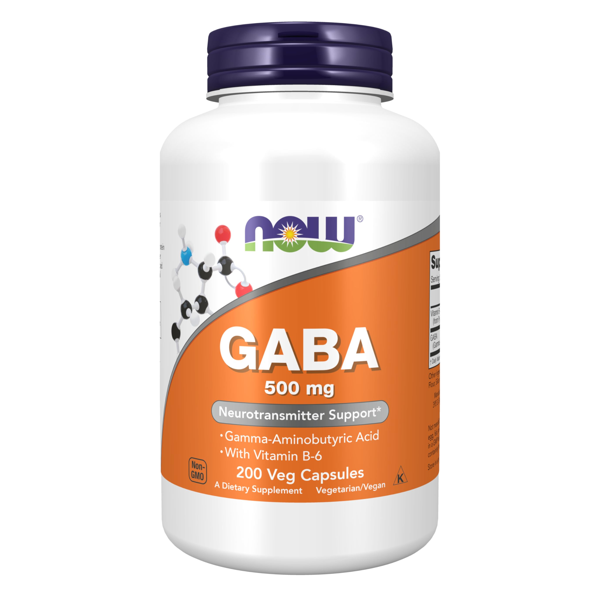 now®
GABA
500 mg
Neurotransmitter Support*
• Gamma-Aminobutyric Acid
• With Vitamin B-6
200 Veg Capsules
Non-
GMO
A Dietary Supplement Vegetarian/Vegan
K